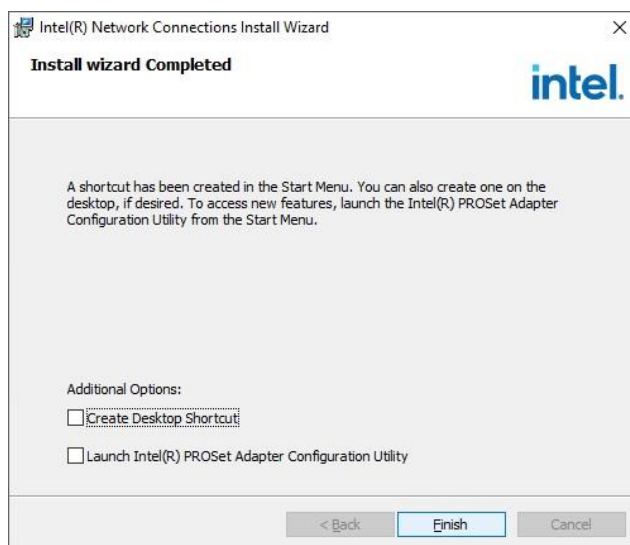 Intel(R) Network Connections Install Wizard
Install wizard Completed
intel.
A shortcut has been created in the Start Menu. You can also create one on the
desktop, if desired. To access new features, launch the Intel(R) PROSet Adapter
Configuration Utility from the Start Menu.
Additional Options:
Create Desktop Shortcut
Launch Intel(R) PROSet Adapter Configuration Utility
< Back Finish Cancel